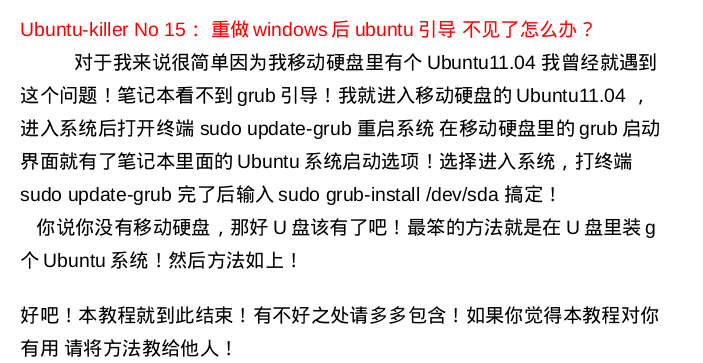 Ubuntu-killer No 15： 重做 windows 后 ubuntu 引导 不见了怎么办？
对于我来说很简单因为我移动硬盘里有个 Ubuntu11.04 我曾经就遇到
这个问题！笔记本看不到 grub 引导！我就进入移动硬盘的 Ubuntu11.04 ，
进入系统后打开终端 sudo update-grub 重启系统 在移动硬盘里的 grub 启动
界面就有了笔记本里面的 Ubuntu 系统启动选项！选择进入系统，打终端
sudo update-grub 完了后输入 sudo grub-install /dev/sda 搞定！
你说你没有移动硬盘，那好 U 盘该有了吧！最笨的方法就是在 U 盘里装 g
个 Ubuntu 系统！然后方法如上！
好吧！本教程就到此结束！有不好之处请多多包含！如果你觉得本教程对你
有用 请将方法教给他人！